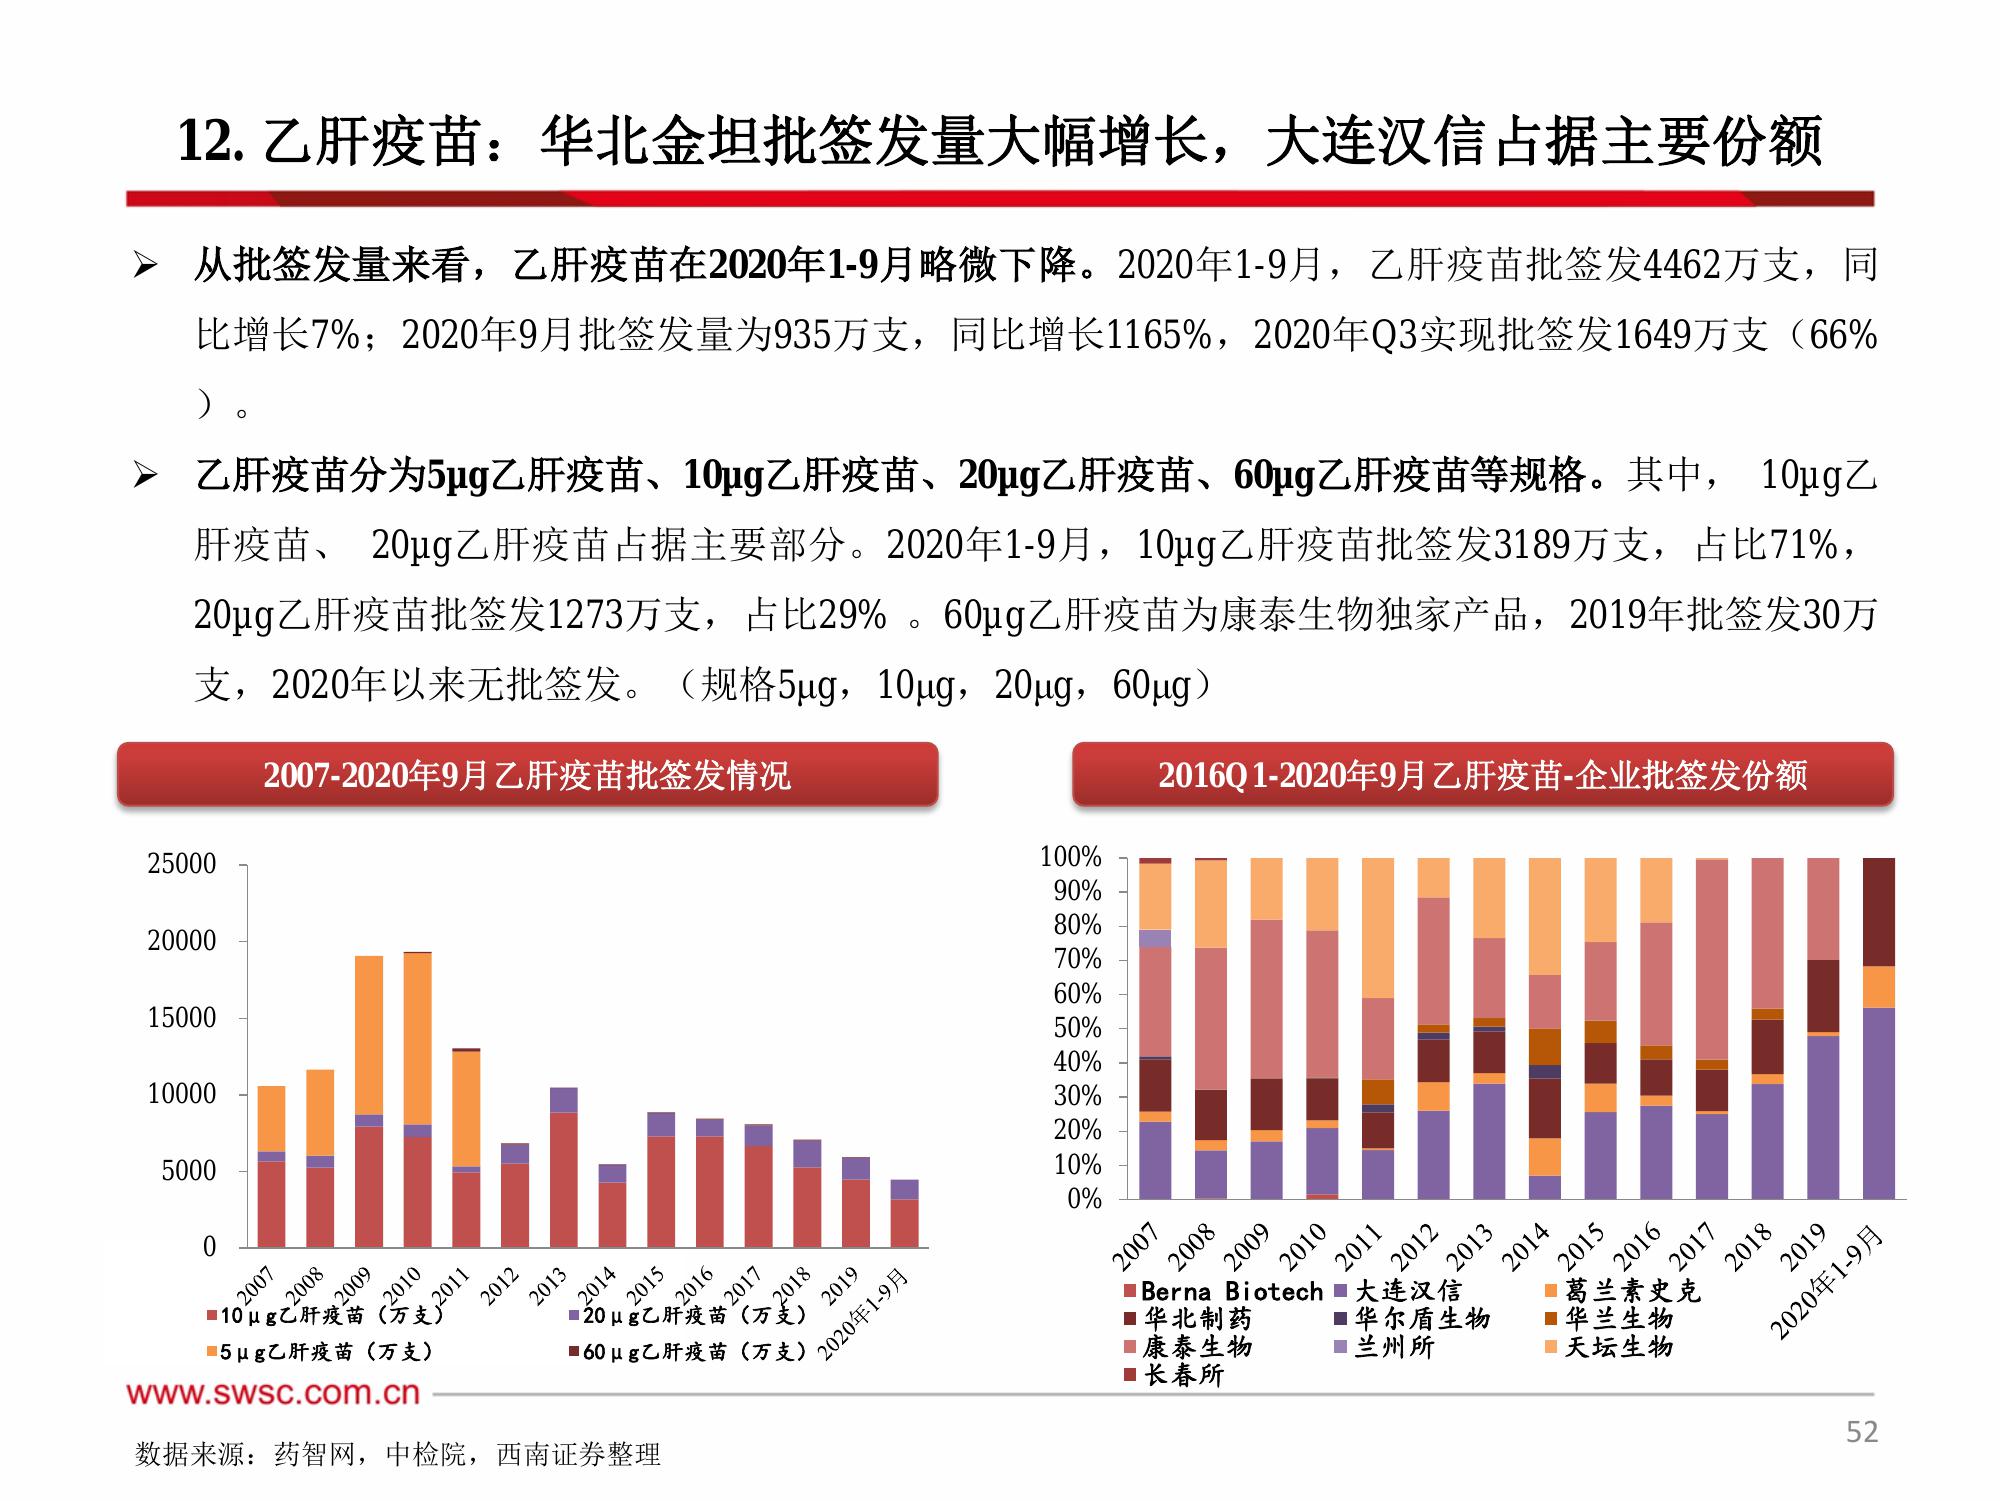 12. 乙肝疫苗：华北金坦批签发量大幅增长，大连汉信占据主要份额
➢ 从批签发量来看，乙肝疫苗在2020年1-9月略微下降。2020年1-9月，乙肝疫苗批签发4462万支，同
比增长7%；2020年9月批签发量为935万支，同比增长1165%，2020年Q3实现批签发1649万支（66%
）。
➢ 乙肝疫苗分为5μg乙肝疫苗、10μg乙肝疫苗、20μg乙肝疫苗、60μg乙肝疫苗等规格。其中， 10μg乙
肝疫苗、 20μg乙肝疫苗占据主要部分。2020年1-9月，10μg乙肝疫苗批签发3189万支，占比71%，
20μg乙肝疫苗批签发1273万支，占比29% 。60μg乙肝疫苗为康泰生物独家产品，2019年批签发30万
支，2020年以来无批签发。（规格5μg，10μg，20μg，60μg）
2007-2020年9月乙肝疫苗批签发情况
25000
20000
15000
10000
5000
0
2007 2008 2009 2010 2011 2012 2013 2014 2015 2016 2017 2018 2019 2020年1-9月
10μg乙肝疫苗（万支） 20μg乙肝疫苗（万支）
5μg乙肝疫苗（万支） 60μg乙肝疫苗（万支）
2016Q1-2020年9月乙肝疫苗-企业批签发份额
100%
90%
80%
70%
60%
50%
40%
30%
20%
10%
0%
2007 2008 2009 2010 2011 2012 2013 2014 2015 2016 2017 2018 2019 2020年1-9月
Berna Biotech 大连汉信 葛兰素史克
华北制药 华尔盾生物 华兰生物
康泰生物 兰州所 天坛生物
长春所
www.swsc.com.cn
52
数据来源：药智网，中检院，西南证券整理